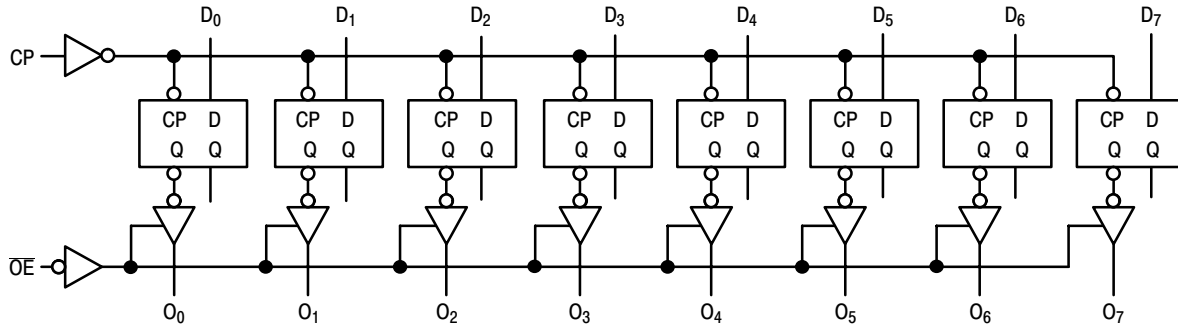 D₀ D₁ D₂ D₃ D₄ D₅ D₆ D₇
CP
CP D CP D CP D CP D CP D CP D CP D CP D
Q Q Q Q Q Q Q Q Q Q Q Q Q Q Q Q
O̅E̅
O₀ O₁ O₂ O₃ O₄ O₅ O₆ O₇